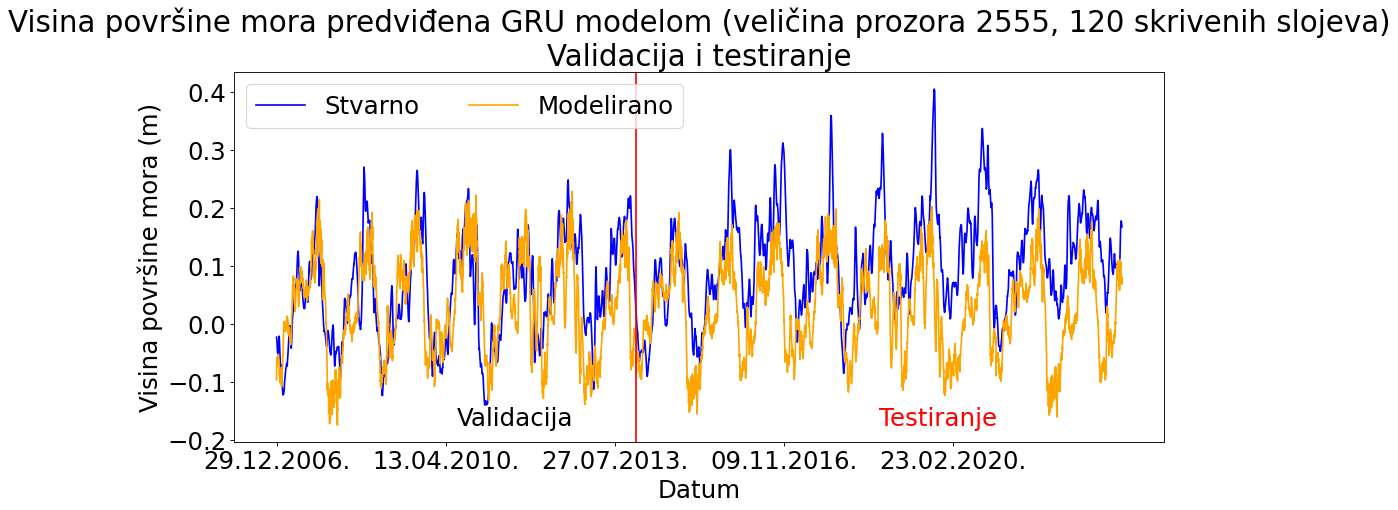 Visina površine mora predviđena GRU modelom (veličina prozora 2555, 120 skrivenih slojeva)
Validacija i testiranje
Stvarno
Modelirano
Visina površine mora (m)
0.4
0.3
0.2
0.1
0.0
−0.1
−0.2
Validacija
Testiranje
29.12.2006.
13.04.2010.
27.07.2013.
09.11.2016.
23.02.2020.
Datum